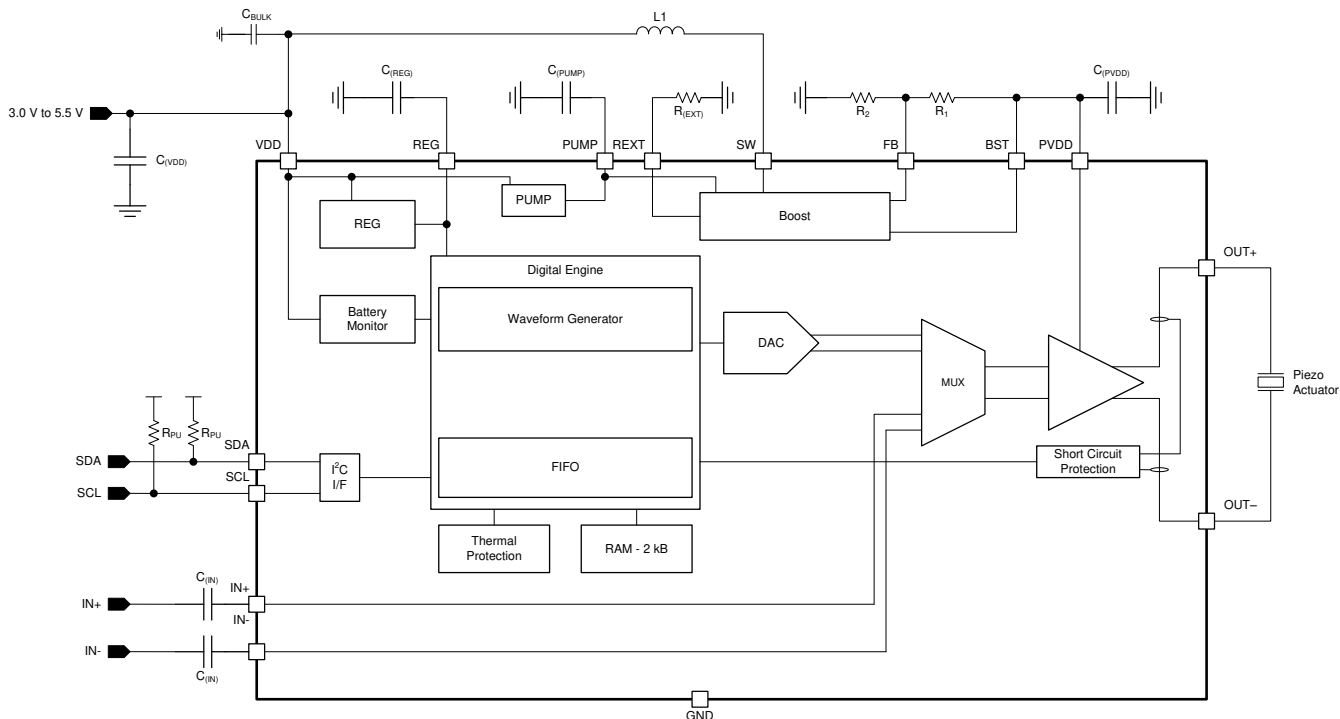 C(BULK)
L1
C(REG)
C(PUMP)
R(EXT)
R2
R1
C(PVDD)
3.0 V to 5.5 V
C(VDD)
VDD
REG
PUMP
REXT
SW
FB
BST
PVDD
REG
PUMP
Boost
OUT+
Digital Engine
Waveform Generator
Battery
Monitor
DAC
MUX
Piezo
Actuator
RPU
RPU
SDA
SDA
SCL
SCL
I2C
I/F
FIFO
Short Circuit
Protection
OUT–
Thermal
Protection
RAM - 2 kB
C(IN)
IN+
IN+
IN-
IN-
C(IN)
GND